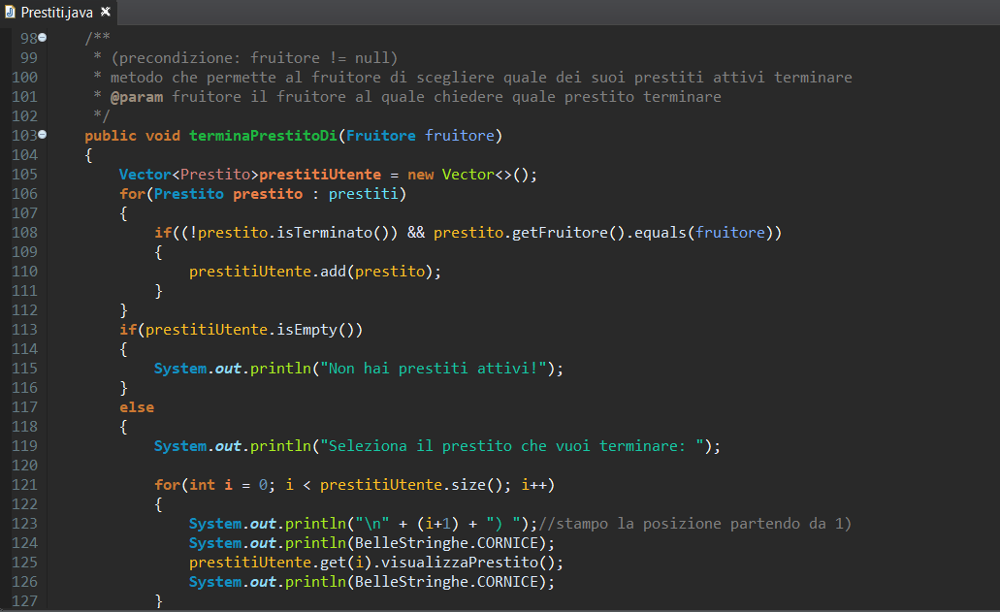 Prestiti.java
98 /**
99 * (precondizione: fruitore != null)
100 * metodo che permette al fruitore di scegliere quale dei suoi prestiti attivi terminare
101 * @param fruitore il fruitore al quale chiedere quale prestito terminare
102 */
103 public void terminaPrestitoDi(Fruitore fruitore)
104 {
105 Vector<Prestito>prestitiUtente = new Vector<>();
106 for(Prestito prestito : prestiti)
107 {
108 if((!prestito.isTerminato()) && prestito.getFruitore().equals(fruitore))
109 {
110 prestitiUtente.add(prestito);
111 }
112 }
113 if(prestitiUtente.isEmpty())
114 {
115 System.out.println("Non hai prestiti attivi!");
116 }
117 else
118 {
119 System.out.println("Seleziona il prestito che vuoi terminare: ");
120
121 for(int i = 0; i < prestitiUtente.size(); i++)
122 {
123 System.out.println("\n" + (i+1) + ") ");//stampo la posizione partendo da 1)
124 System.out.println(BelleStringhe.CORNICE);
125 prestitiUtente.get(i).visualizzaPrestito();
126 System.out.println(BelleStringhe.CORNICE);
127 }